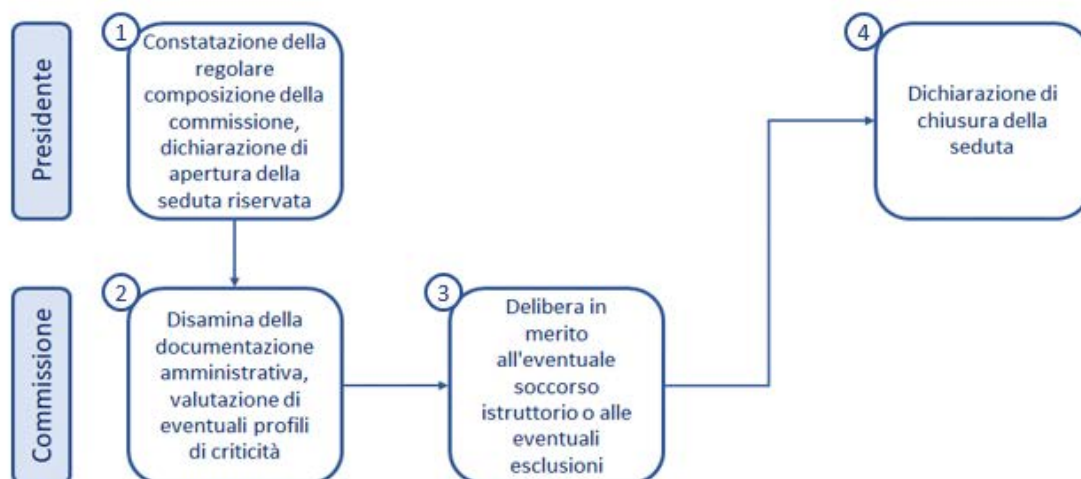 Presidente
1
Constatazione della
regolare
composizione della
commissione,
dichiarazione di
apertura della
seduta riservata
4
Dichiarazione di
chiusura della
seduta
Commissione
2
Disamina della
documentazione
amministrativa,
valutazione di
eventuali profili
di criticità
3
Delibera in
merito
all'eventuale
soccorso
istruttorio o alle
eventuali
esclusioni